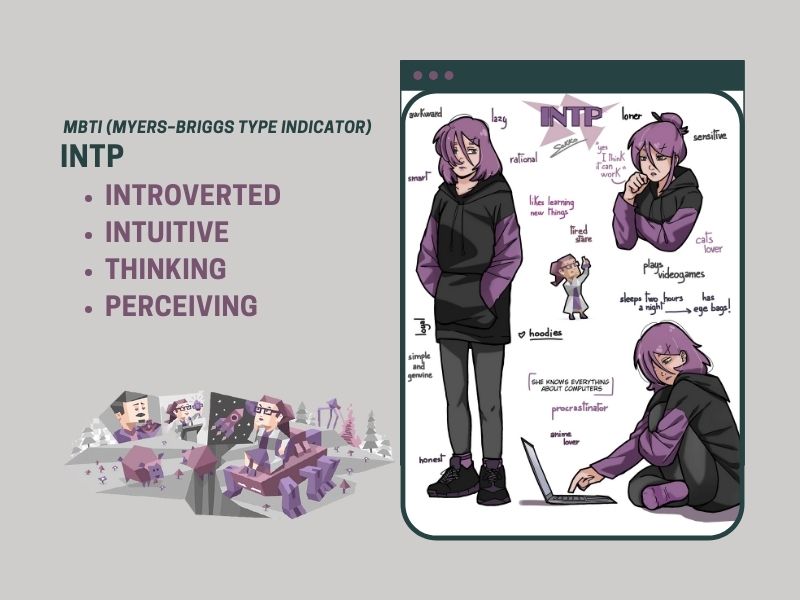 MBTI (MYERS-BRIGGS TYPE INDICATOR)
INTP
• INTROVERTED
• INTUITIVE
• THINKING
• PERCEIVING
INTP
awkward
lazy
loner
sensitive
rational
"yes
I think
it can
work"
smart
likes learning
new things
tired
stare
cats
lover
plays
videogames
sleeps two hours
a night
has
eye bags!
loyal
hoodies
simple
and
genuine
SHE KNOWS EVERYTHING
ABOUT COMPUTERS
procrastinator
anime
lover
honest